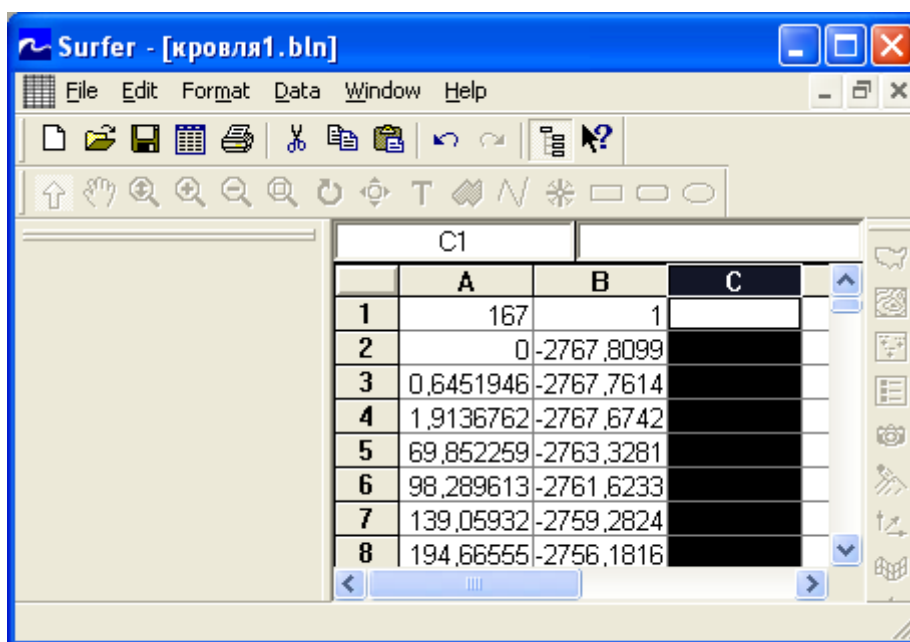 Surfer - [кровля1.bln]
File Edit Format Data Window Help
C1
A B C
1 167 1
2 0 -2767,8099
3 0,6451946 -2767,7614
4 1,9136762 -2767,6742
5 69,852259 -2763,3281
6 98,289613 -2761,6233
7 139,05932 -2759,2824
8 194,66555 -2756,1816